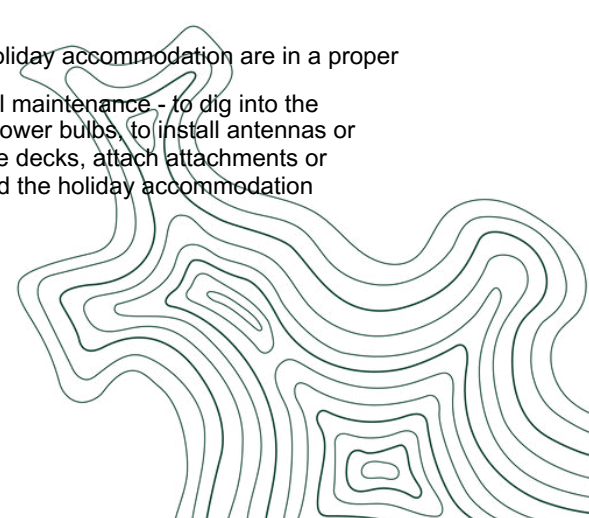 oliday accommodation are in a proper
l maintenance - to dig into the
ower bulbs, to install antennas or
e decks, attach attachments or
d the holiday accommodation